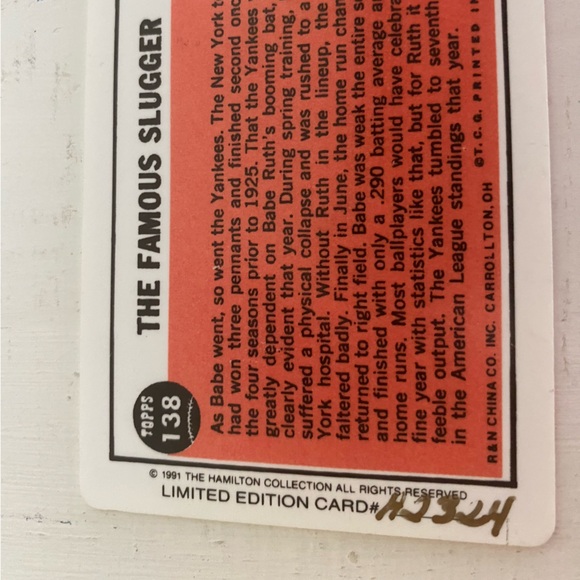 TOPPS
138
THE FAMOUS SLUGGER
As Babe went, so went the Yankees. The New York
had won three pennants and finished second
the four seasons prior to 1925. That the Yankees
greatly dependent on Babe Ruth's booming bat,
clearly evident that year. During spring training,
suffered a physical collapse and was rushed to a
York hospital. Without Ruth in the lineup, the
faltered badly. Finally in June, the home run
returned to right field. Babe was weak the entire
and finished with only a .290 batting average
home runs. Most ballplayers would have
fine year with statistics like that, but for Ruth it
feeble output. The Yankees tumbled to seventh
in the American League standings that year.
R&N CHINA CO. INC. CARROLLTON, OH ©T.C.G. PRINTED
© 1991 THE HAMILTON COLLECTION ALL RIGHTS RESERVED
LIMITED EDITION CARD#